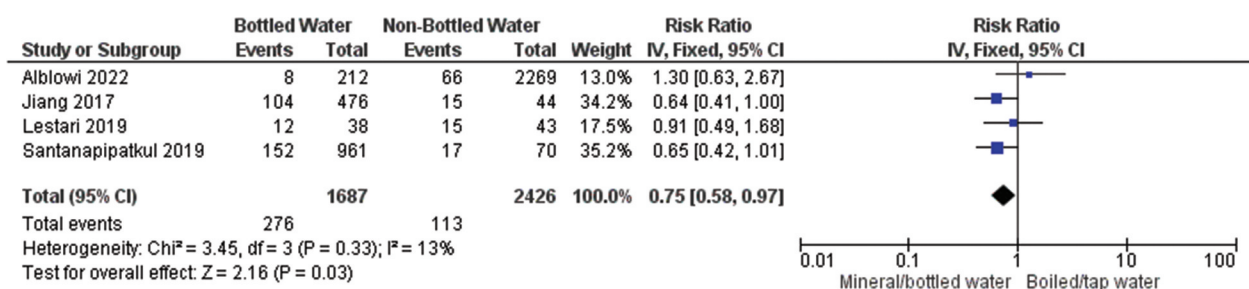 Bottled Water Non-Bottled Water Risk Ratio Risk Ratio
Study or Subgroup Events Total Events Total Weight IV, Fixed, 95% CI IV, Fixed, 95% CI
Alblowi 2022 8 212 66 2269 13.0% 1.30 [0.63, 2.67]
Jiang 2017 104 476 15 44 34.2% 0.64 [0.41, 1.00]
Lestari 2019 12 38 15 43 17.5% 0.91 [0.49, 1.68]
Santanapipatkul 2019 152 961 17 70 35.2% 0.65 [0.42, 1.01]
Total (95% CI) 1687 2426 100.0% 0.75 [0.58, 0.97]
Total events 276 113
Heterogeneity: Chi² = 3.45, df = 3 (P = 0.33); I² = 13%
Test for overall effect: Z = 2.16 (P = 0.03)
0.01 0.1 1 10 100
Mineral/bottled water Boiled/tap water